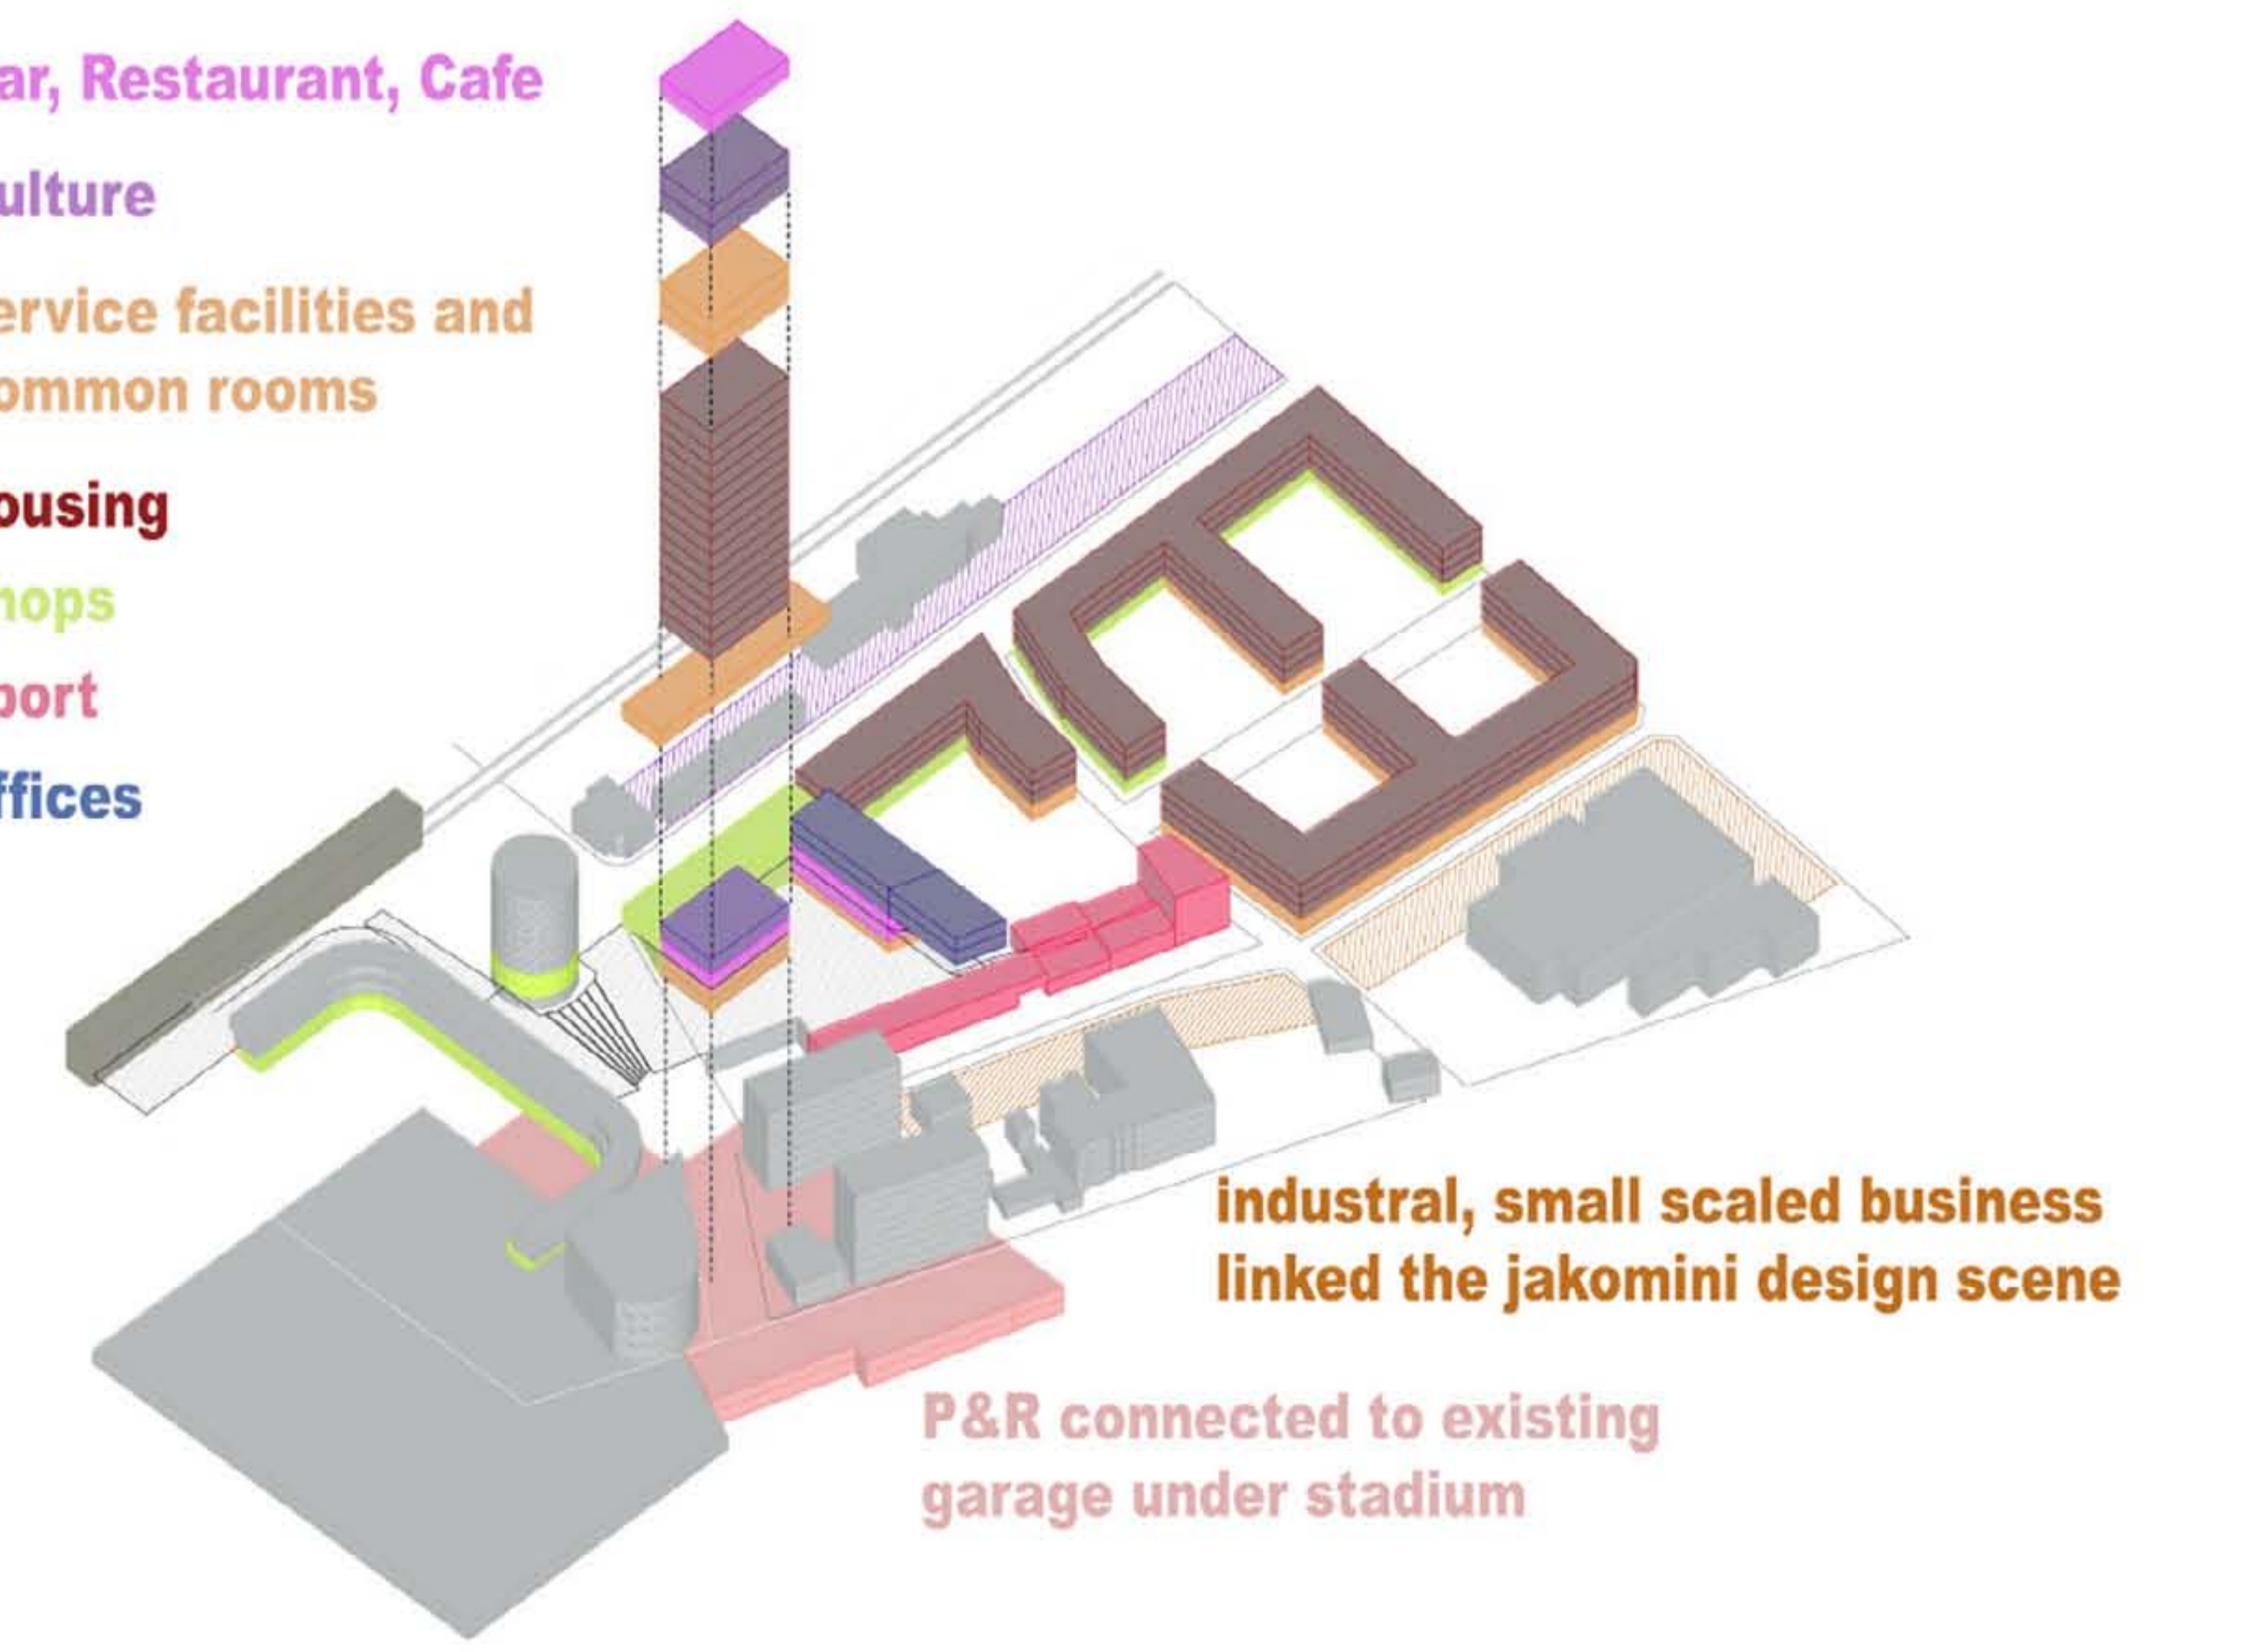 ar, Restaurant, Cafe
ulture
ervice facilities and
ommon rooms
ousing
hops
port
ffices
industral, small scaled business
linked the jakomini design scene
P&R connected to existing
garage under stadium